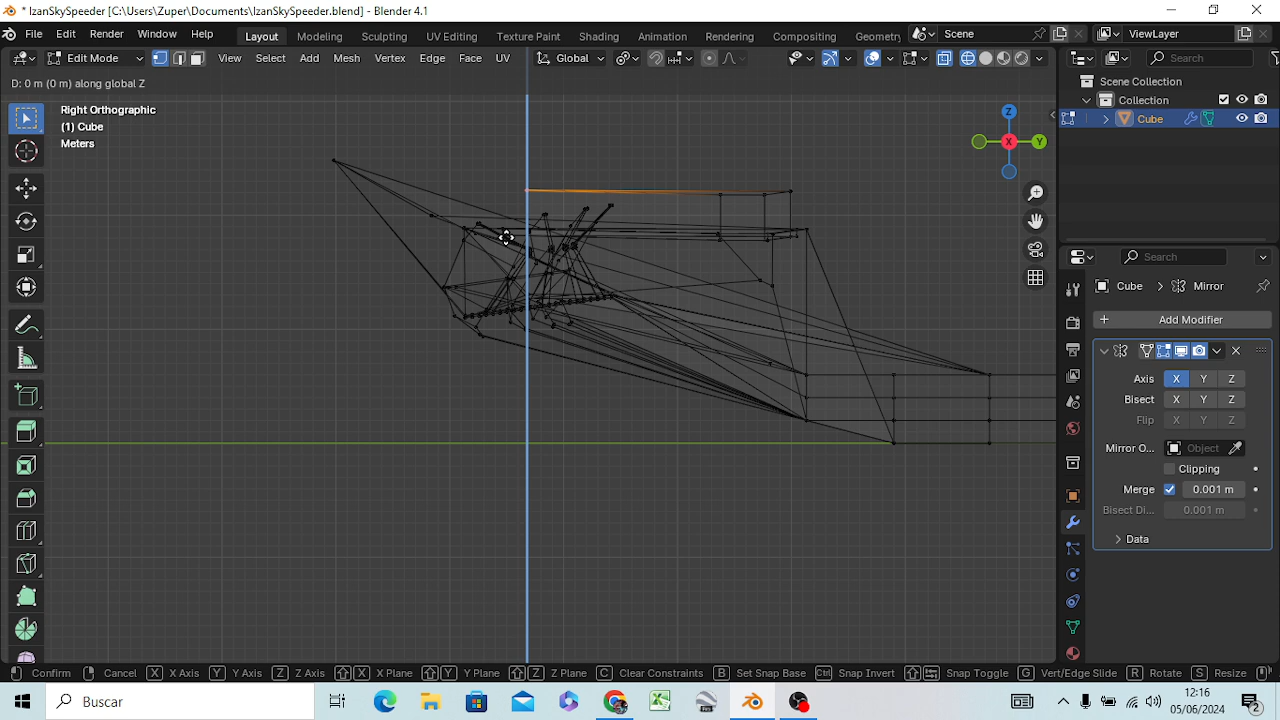 * IzanSkySpeeder [C:\Users\Zuper\Documents\IzanSkySpeeder.blend] - Blender 4.1
File Edit Render Window Help Layout Modeling Sculpting UV Editing Texture Paint Shading Animation Rendering Compositing Geometr Scene ViewLayer
Edit Mode View Select Add Mesh Vertex Edge Face UV Global Search
D: 0 m (0 m) along global Z
Right Orthographic
(1) Cube
Meters
Z
Y
X
Scene Collection
Collection
Cube
Search
Cube Mirror
Add Modifier
Axis X Y Z
Bisect X Y Z
Flip X Y Z
Mirror O... Object
Clipping
Merge 0.001 m
Bisect Di... 0.001 m
Data
Confirm Cancel X X Axis Y Y Axis Z Z Axis X X Plane Y Y Plane Z Z Plane C Clear Constraints B Set Snap Base Ctrl Snap Invert Snap Toggle G Vert/Edge Slide R Rotate S Resize
Buscar
12:16
05/06/2024
2